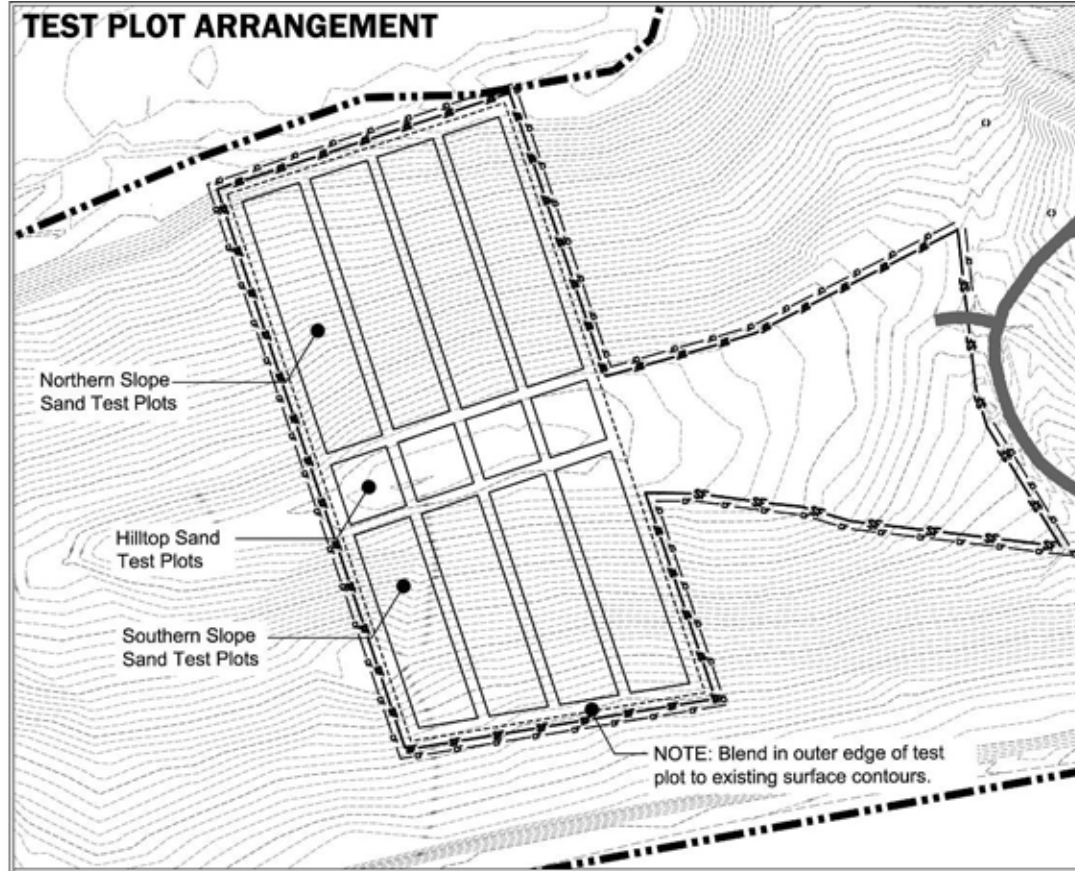 TEST PLOT ARRANGEMENT
Northern Slope
Sand Test Plots
Hilltop Sand
Test Plots
Southern Slope
Sand Test Plots
NOTE: Blend in outer edge of test
plot to existing surface contours.